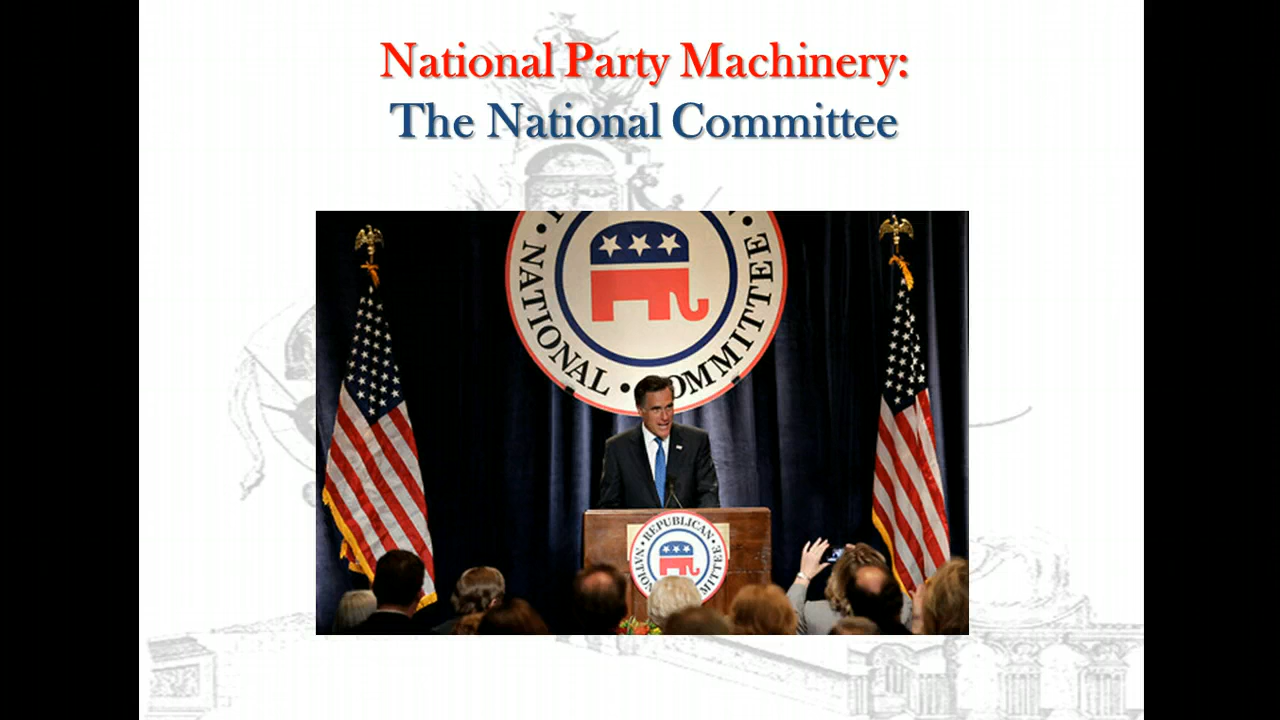 National Party Machinery:
The National Committee
NATIONAL COMMITTEE
REPUBLICAN NATIONAL COMMITTEE